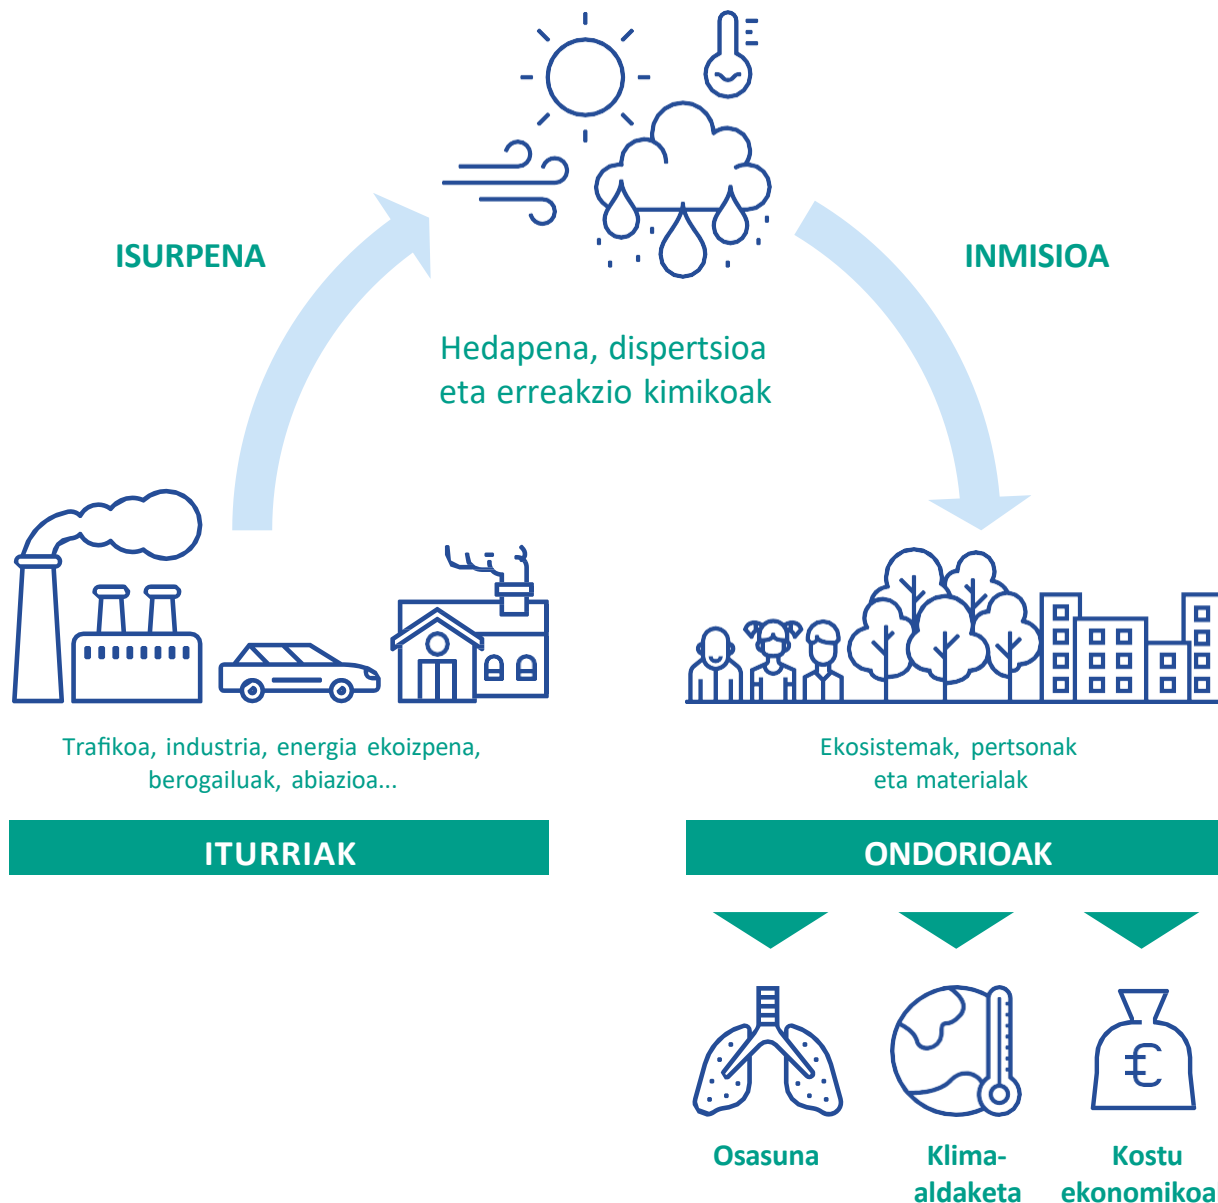 ISURPENA
INMISIOA
Hedapena, dispertsioa
eta erreakzio kimikoak
Trafikoa, industria, energia ekoizpena,
berogailuak, abiazioa...
ITURRIAK
Ekosistemak, pertsonak
eta materialak
ONDORIOAK
€
Osasuna
Klima-
aldaketa
Kostu
ekonomikoa